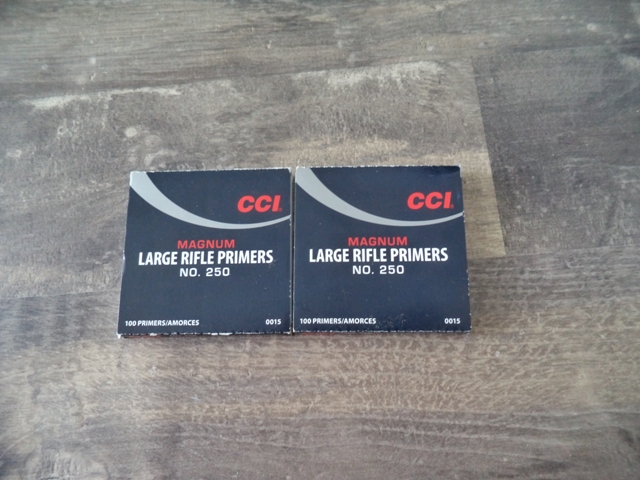 CCI
MAGNUM
LARGE RIFLE PRIMERS
NO. 250
100 PRIMERS/AMORCES 0015
CCI
MAGNUM
LARGE RIFLE PRIMERS
NO. 250
100 PRIMERS/AMORCES 0015